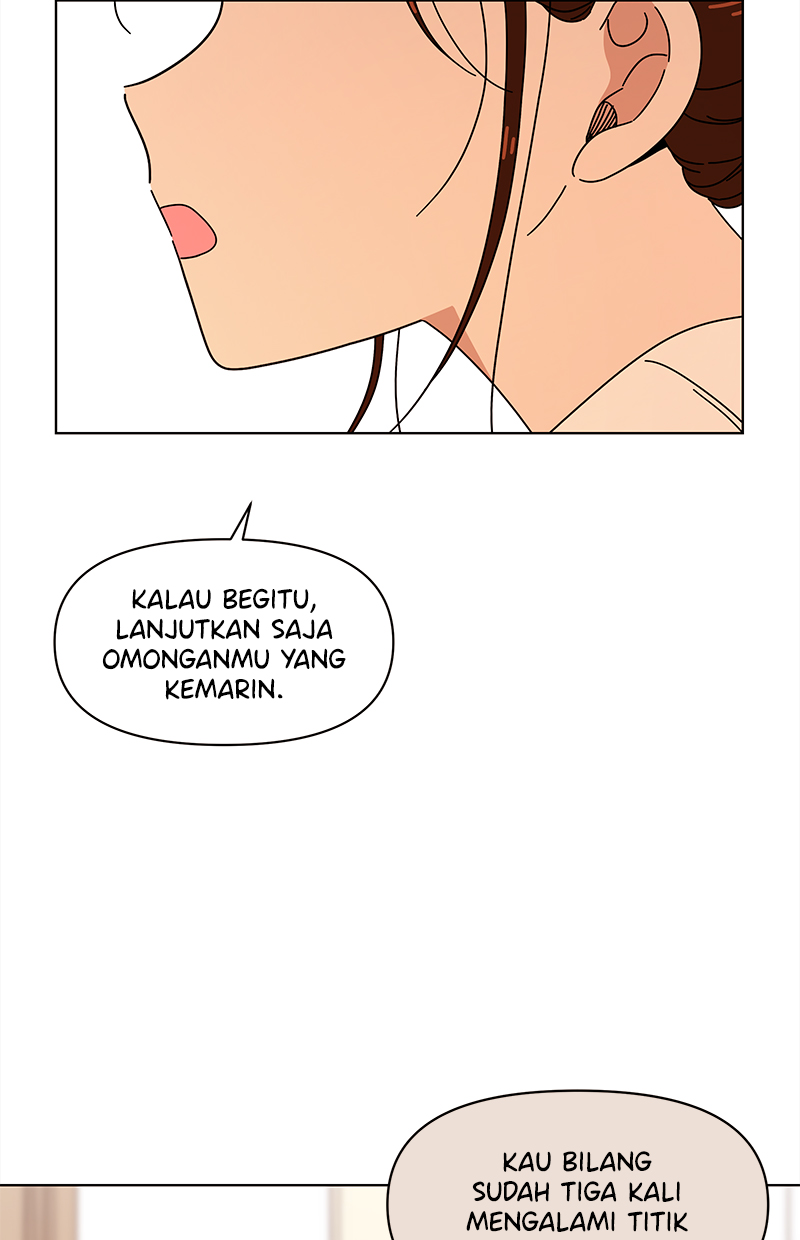 KALAU BEGITU,
LANJUTKAN SAJA
OMONGANMU YANG
KEMARIN.
KAU BILANG
SUDAH TIGA KALI
MENGALAMI TITIK